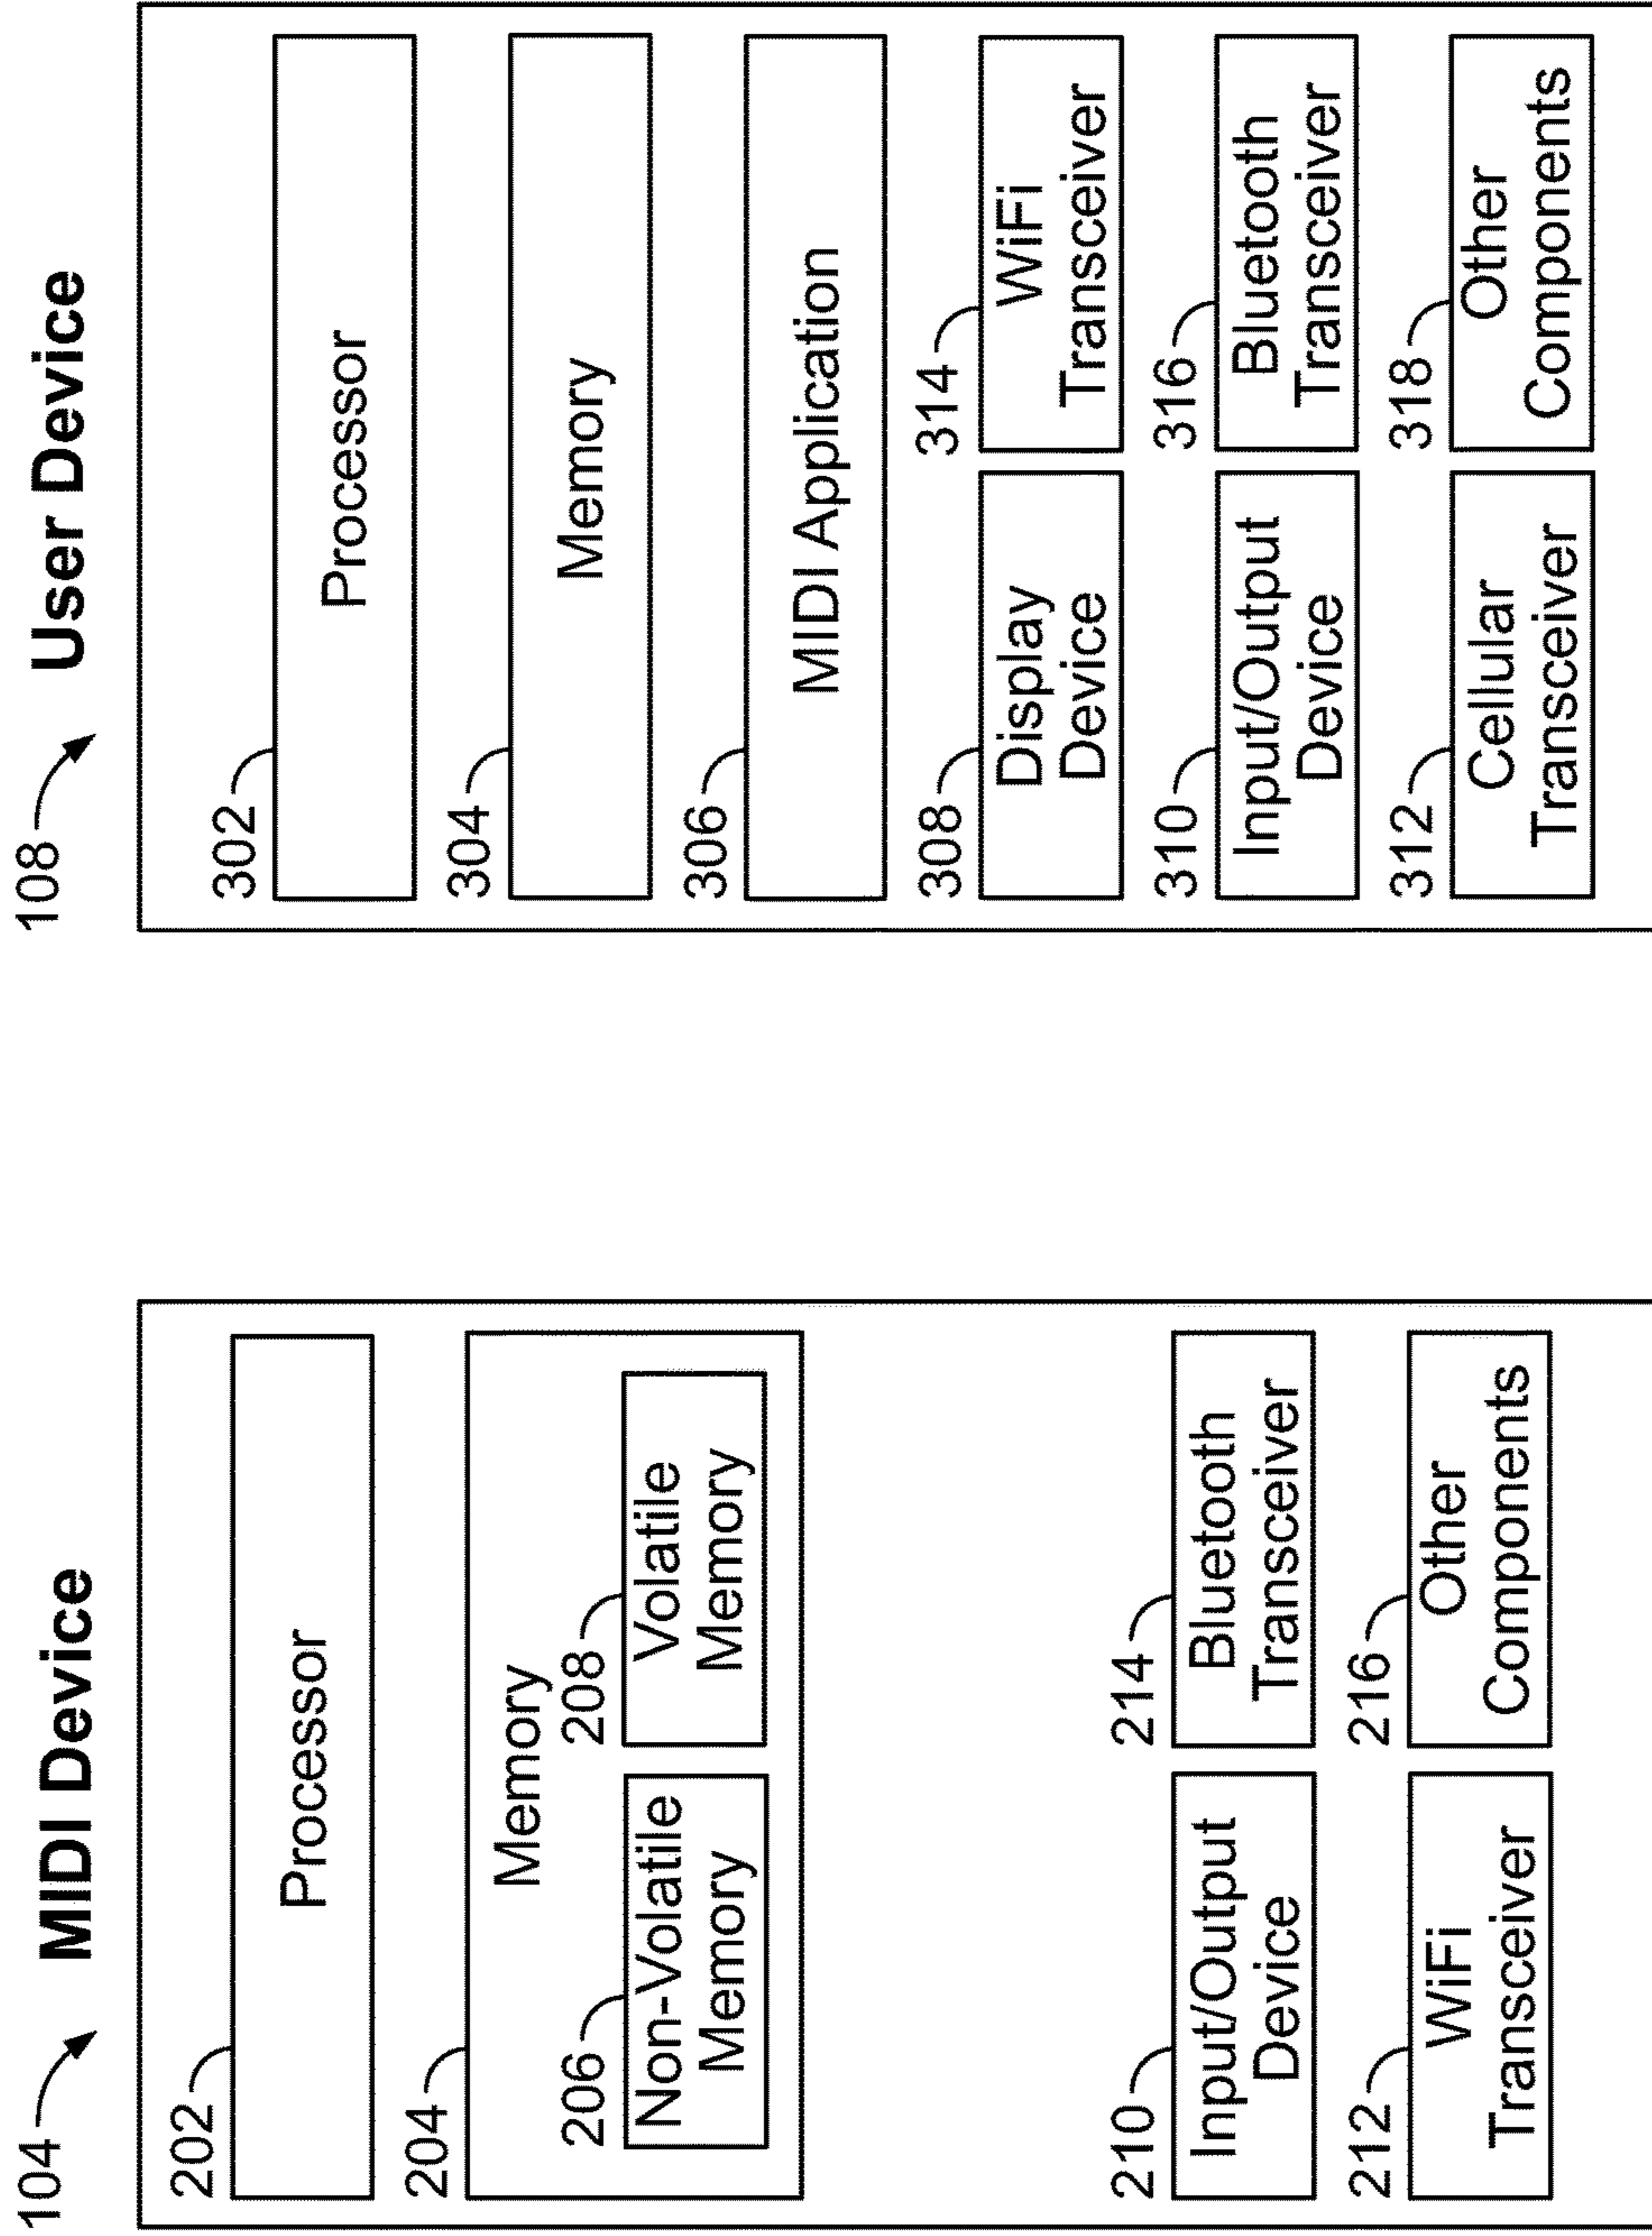 104
MIDI Device
202
Processor
204
Memory
206
Non-Volatile
Memory
208
Volatile
Memory
210
Input/Output
Device
214
Bluetooth
Transceiver
212
WiFi
Transceiver
216
Other
Components
108
User Device
302
Processor
304
Memory
306
MIDI Application
308
Display
Device
314
WiFi
Transceiver
310
Input/Output
Device
316
Bluetooth
Transceiver
312
Cellular
Transceiver
318
Other
Components